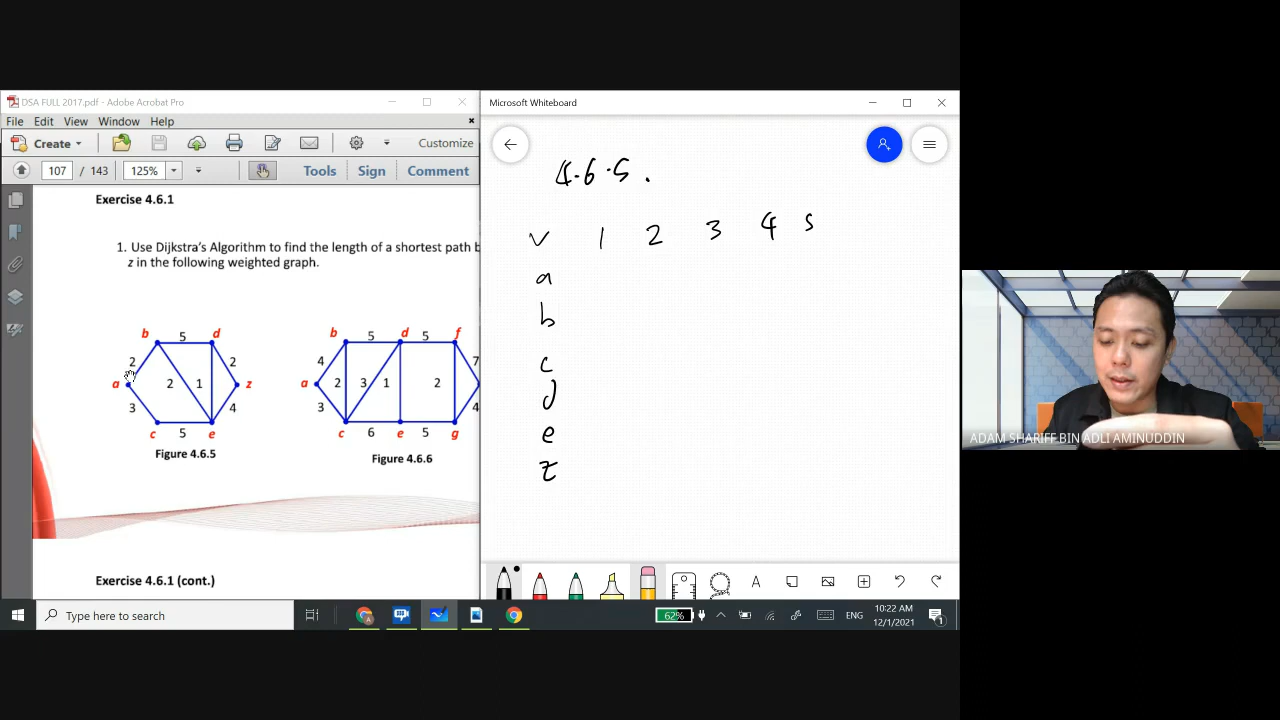 DSA FULL 2017.pdf - Adobe Acrobat Pro
File Edit View Window Help
Create
Customize
107 / 143 125%
Tools Sign Comment
Exercise 4.6.1
1. Use Dijkstra's Algorithm to find the length of a shortest path b
z in the following weighted graph.
b 5 d
2 2
a 2 1 z
3 4
c 5 e
Figure 4.6.5
b 5 d 5 f
4 7
a 2 3 1 2
3 4
c 6 e 5 g
Figure 4.6.6
Exercise 4.6.1 (cont.)
Microsoft Whiteboard
4.6.5.
v 1 2 3 4 5
a
b
c
d
e
z
A
ADAM SHARIFF BIN ADLI AMINUDDIN
Type here to search
62%
ENG
10:22 AM
12/1/2021
1